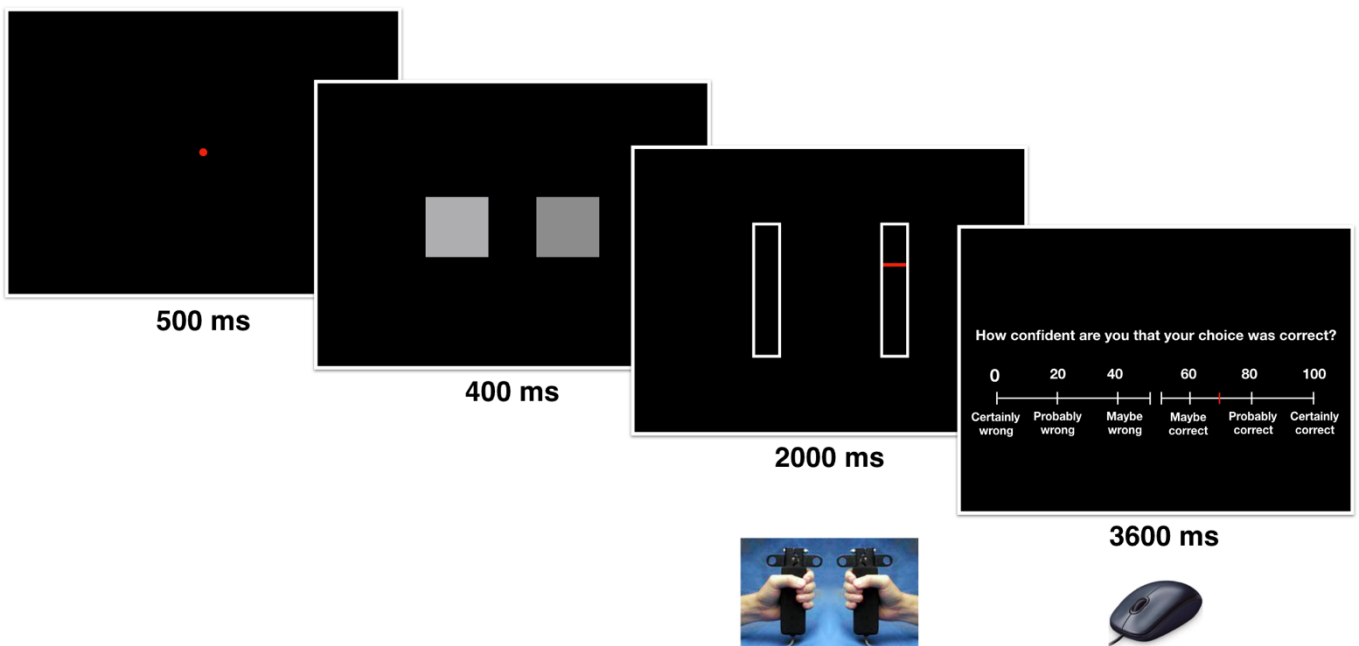 500 ms
400 ms
2000 ms
How confident are you that your choice was correct?
0 20 40 60 80 100
Certainly Probably Maybe Maybe Probably Certainly
wrong wrong wrong correct correct correct
3600 ms